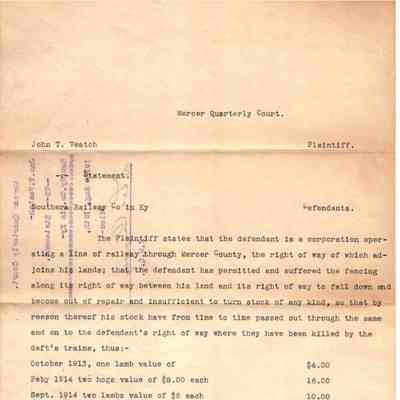 Mercer Quarterly Court.
John T. Veatch Plaintiff.
Statement.
Southern Railway Co in Ky Defendants.
The Plaintiff states that the defendant is a corporation oper-
ating a line of railway through Mercer County, the right of way of which ad-
joins his lands; that the defendant has permitted and suffered the fencing
along its right of way between his land and its right of way to fall down and
become out of repair and insufficient to turn stock of any kind, so that by
reason thereof his stock have from time to time passed out through the same
and on to the defendant's right of way where they have been killed by the
deft's trains, thus:-
October 1913, one lamb value of $4.00
Feby 1914 two hogs value of $8.00 each 16.00
Sept. 1914 two lambs value of $5 each 10.00